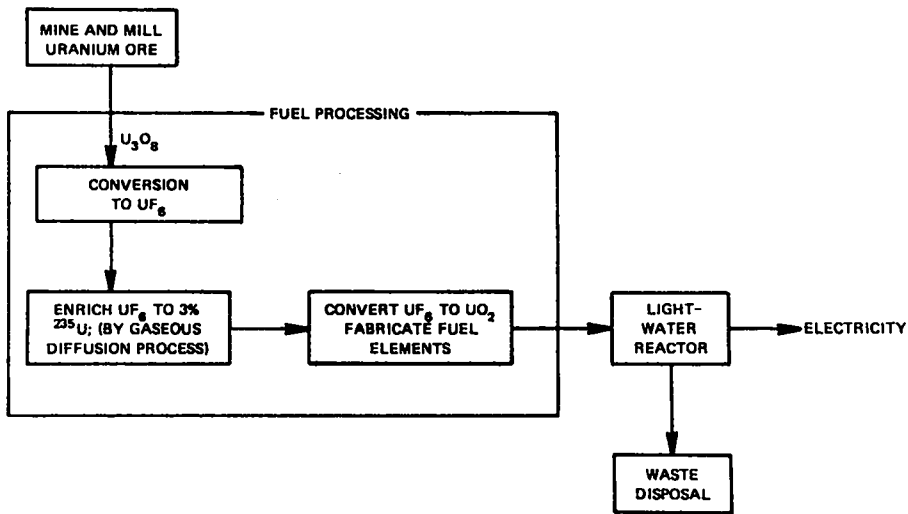 MINE AND MILL
URANIUM ORE
FUEL PROCESSING
U₃O₈
CONVERSION
TO UF₆
ENRICH UF₆ TO 3%
²³⁵U; (BY GASEOUS
DIFFUSION PROCESS)
CONVERT UF₆ TO UO₂
FABRICATE FUEL
ELEMENTS
LIGHT-
WATER
REACTOR
ELECTRICITY
WASTE
DISPOSAL